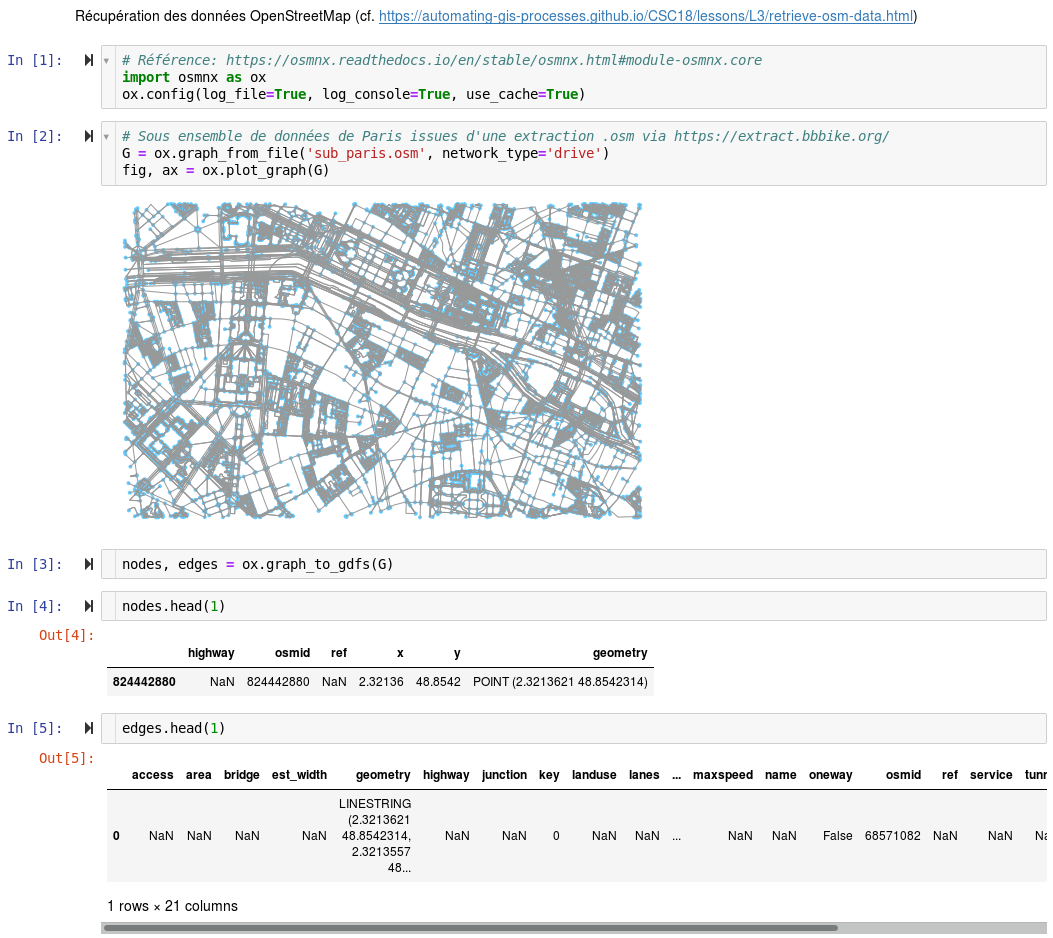 Récupération des données OpenStreetMap (cf. https://automating-gis-processes.github.io/CSC18/lessons/L3/retrieve-osm-data.html)
In [1]:
# Référence: https://osmnx.readthedocs.io/en/stable/osmnx.html#module-osmnx.core
import osmnx as ox
ox.config(log_file=True, log_console=True, use_cache=True)
In [2]:
# Sous ensemble de données de Paris issues d'une extraction .osm via https://extract.bbbike.org/
G = ox.graph_from_file('sub_paris.osm', network_type='drive')
fig, ax = ox.plot_graph(G)
In [3]:
nodes, edges = ox.graph_to_gdfs(G)
In [4]:
nodes.head(1)
Out[4]:
highway osmid ref x y geometry
824442880 NaN 824442880 NaN 2.32136 48.8542 POINT (2.3213621 48.8542314)
In [5]:
edges.head(1)
Out[5]:
access area bridge est_width geometry highway junction key landuse lanes ... maxspeed name oneway osmid ref service tunn
LINESTRING
(2.3213621
0 NaN NaN NaN NaN 48.8542314, NaN NaN 0 NaN NaN ... NaN NaN False 68571082 NaN NaN Na
2.3213557
48...
1 rows × 21 columns